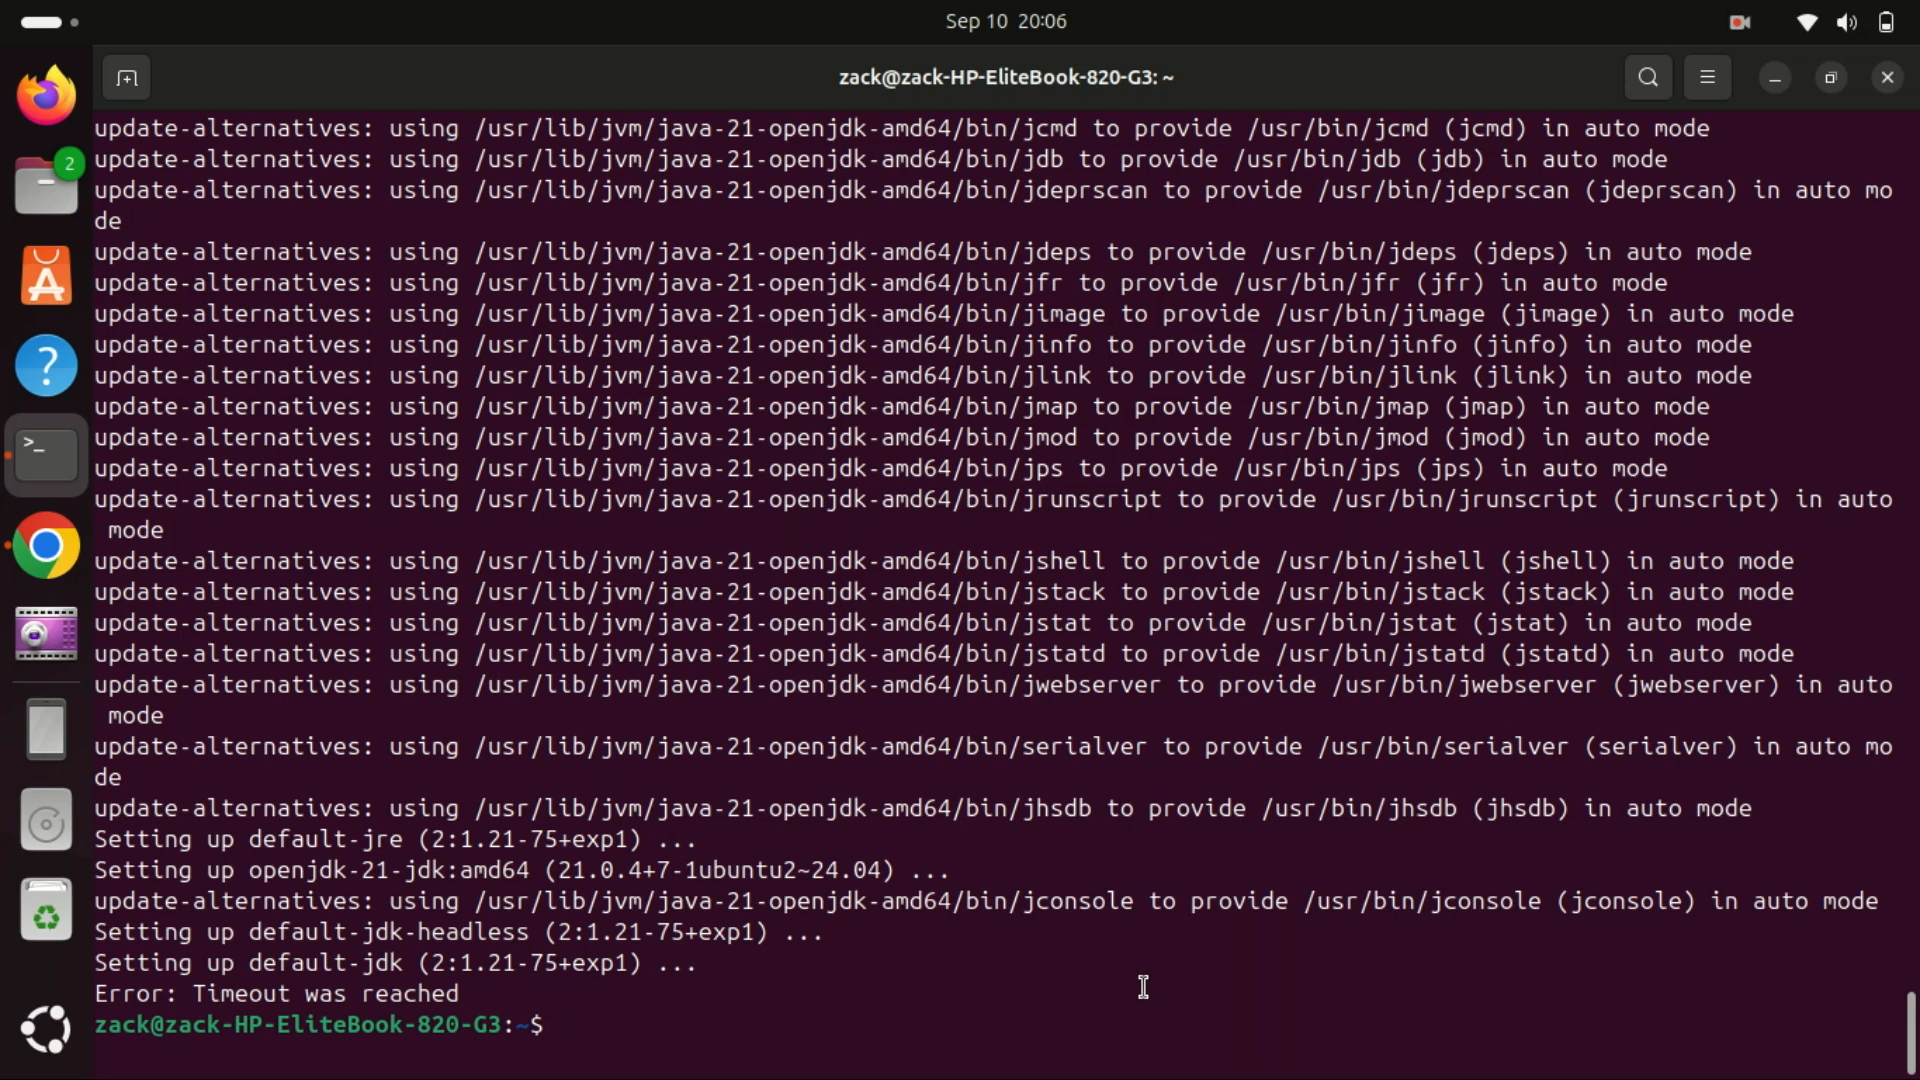 Sep 10 20:06
zack@zack-HP-EliteBook-820-G3: ~
2
update-alternatives: using /usr/lib/jvm/java-21-openjdk-amd64/bin/jcmd to provide /usr/bin/jcmd (jcmd) in auto mode
update-alternatives: using /usr/lib/jvm/java-21-openjdk-amd64/bin/jdb to provide /usr/bin/jdb (jdb) in auto mode
update-alternatives: using /usr/lib/jvm/java-21-openjdk-amd64/bin/jdeprscan to provide /usr/bin/jdeprscan (jdeprscan) in auto mo
de
update-alternatives: using /usr/lib/jvm/java-21-openjdk-amd64/bin/jdeps to provide /usr/bin/jdeps (jdeps) in auto mode
update-alternatives: using /usr/lib/jvm/java-21-openjdk-amd64/bin/jfr to provide /usr/bin/jfr (jfr) in auto mode
update-alternatives: using /usr/lib/jvm/java-21-openjdk-amd64/bin/jimage to provide /usr/bin/jimage (jimage) in auto mode
update-alternatives: using /usr/lib/jvm/java-21-openjdk-amd64/bin/jinfo to provide /usr/bin/jinfo (jinfo) in auto mode
update-alternatives: using /usr/lib/jvm/java-21-openjdk-amd64/bin/jlink to provide /usr/bin/jlink (jlink) in auto mode
update-alternatives: using /usr/lib/jvm/java-21-openjdk-amd64/bin/jmap to provide /usr/bin/jmap (jmap) in auto mode
update-alternatives: using /usr/lib/jvm/java-21-openjdk-amd64/bin/jmod to provide /usr/bin/jmod (jmod) in auto mode
update-alternatives: using /usr/lib/jvm/java-21-openjdk-amd64/bin/jps to provide /usr/bin/jps (jps) in auto mode
update-alternatives: using /usr/lib/jvm/java-21-openjdk-amd64/bin/jrunscript to provide /usr/bin/jrunscript (jrunscript) in auto
mode
update-alternatives: using /usr/lib/jvm/java-21-openjdk-amd64/bin/jshell to provide /usr/bin/jshell (jshell) in auto mode
update-alternatives: using /usr/lib/jvm/java-21-openjdk-amd64/bin/jstack to provide /usr/bin/jstack (jstack) in auto mode
update-alternatives: using /usr/lib/jvm/java-21-openjdk-amd64/bin/jstat to provide /usr/bin/jstat (jstat) in auto mode
update-alternatives: using /usr/lib/jvm/java-21-openjdk-amd64/bin/jstatd to provide /usr/bin/jstatd (jstatd) in auto mode
update-alternatives: using /usr/lib/jvm/java-21-openjdk-amd64/bin/jwebserver to provide /usr/bin/jwebserver (jwebserver) in auto
mode
update-alternatives: using /usr/lib/jvm/java-21-openjdk-amd64/bin/serialver to provide /usr/bin/serialver (serialver) in auto mo
de
update-alternatives: using /usr/lib/jvm/java-21-openjdk-amd64/bin/jhsdb to provide /usr/bin/jhsdb (jhsdb) in auto mode
Setting up default-jre (2:1.21-75+exp1) ...
Setting up openjdk-21-jdk:amd64 (21.0.4+7-1ubuntu2~24.04) ...
update-alternatives: using /usr/lib/jvm/java-21-openjdk-amd64/bin/jconsole to provide /usr/bin/jconsole (jconsole) in auto mode
Setting up default-jdk-headless (2:1.21-75+exp1) ...
Setting up default-jdk (2:1.21-75+exp1) ...
Error: Timeout was reached
zack@zack-HP-EliteBook-820-G3:~$